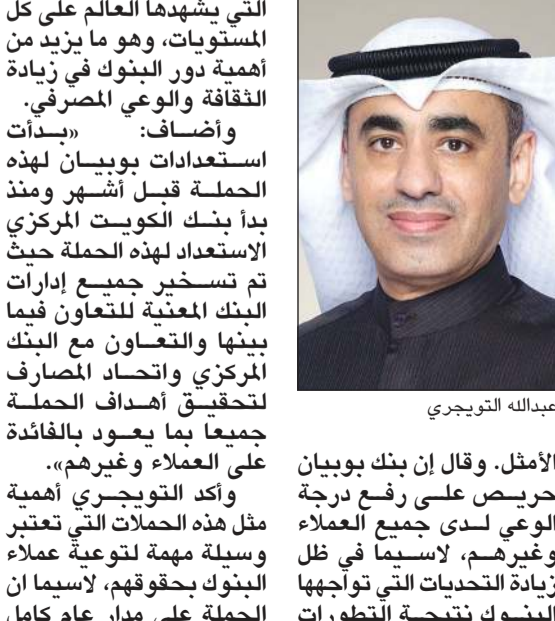 عبدالله التويجري
الأمثل. وقال إن بنك بوبيان
حريص على رفع درجة
الوعي لدى جميع العملاء
وغيرهم، لاسيما في ظل
زيادة التحديات التي تواجهها
البنوك نتيجة التطورات
التي يشهدها العالم على كل
المستويات، وهو ما يزيد من
أهمية دور البنوك في زيادة
الثقافة والوعي المصرفي.
وأضاف: «بدأت
استعدادات بوبيان لهذه
الحملة قبل أشهر ومنذ
بدأ بنك الكويت المركزي
الاستعداد لهذه الحملة حيث
تم تسخير جميع إدارات
البنك المعنية للتعاون فيما
بينها والتعاون مع البنك
المركزي واتحاد المصارف
لتحقيق أهداف الحملة
جميعا بما يعود بالفائدة
على العملاء وغيرهم».
وأكد التويجري أهمية
مثل هذه الحملات التي تعتبر
وسيلة مهمة لتوعية عملاء
البنوك بحقوقهم، لاسيما ان
الحملة على مدار عام كامل